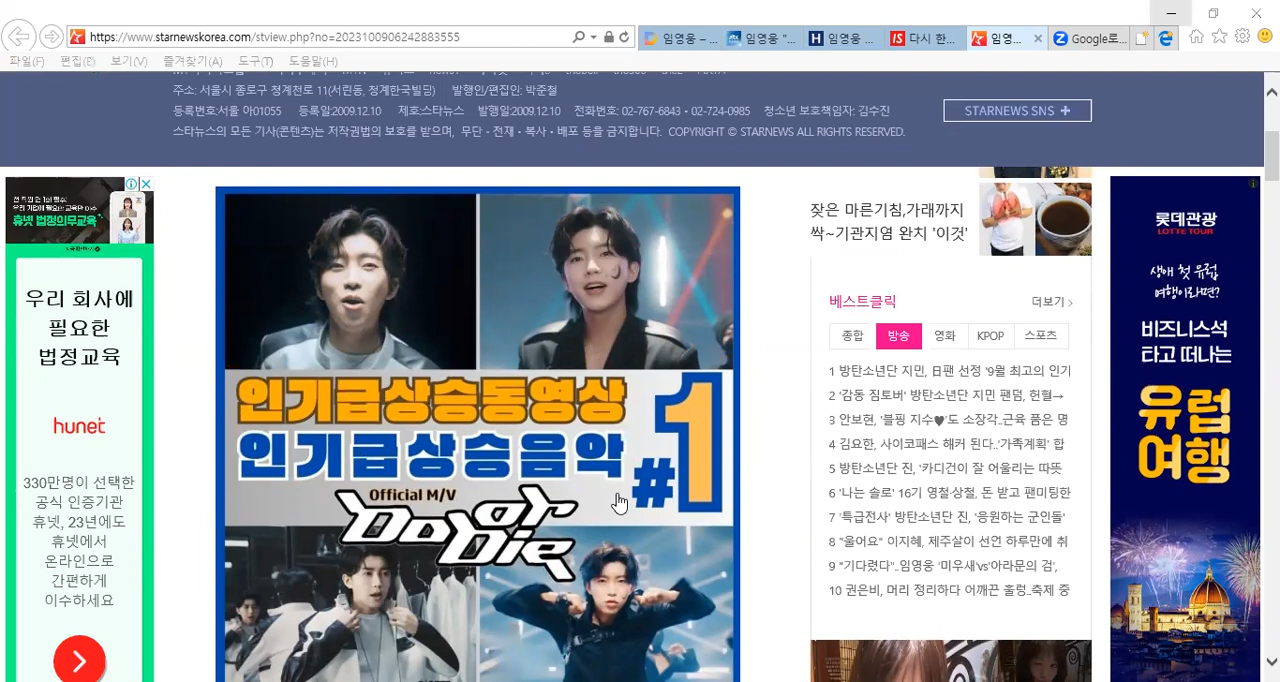 https://www.starnewskorea.com/stview.php?no=2023100906242883555
임영웅 – ...
임영웅 "...
임영웅 ...
다시 한...
임영...
Google로...
파일(F) 편집(E) 보기(V) 즐겨찾기(A) 도구(T) 도움말(H)
주소: 서울시 종로구 청계천로 11(서린동, 청계한국빌딩) 발행인/편집인: 박준철
등록번호:서울 아01055 등록일:2009.12.10 제호:스타뉴스 발행일:2009.12.10 전화번호: 02-767-6843 • 02-724-0985 청소년 보호책임자: 김수진
스타뉴스의 모든 기사(콘텐츠)는 저작권법의 보호를 받으며, 무단 - 전재 • 복사 • 배포 등을 금지합니다. COPYRIGHT © STARNEWS ALL RIGHTS RESERVED.
STARNEWS SNS +
휴넷 법정의무교육
우리 회사에
필요한
법정교육
hunet
330만명이 선택한
공식 인증기관
휴넷, 23년에도
휴넷에서
온라인으로
간편하게
이수하세요
인기급상승동영상
인기급상승음악
#1
Official M/V
Do or Die
잦은 마른기침,가래까지
싹~기관지염 완치 '이것'
베스트클릭
더보기 >
종합 방송 영화 KPOP 스포츠
1 방탄소년단 지민, 日팬 선정 '9월 최고의 인기
2 '감동 짐토버' 방탄소년단 지민 팬덤, 헌혈→
3 안보현, '블핑 지수♥'도 소장각..근육 품은 명
4 김요한, 사이코패스 해커 된다..'가족계획' 합
5 방탄소년단 진, '카디건이 잘 어울리는 따뜻
6 '나는 솔로' 16기 영철·상철, 돈 받고 팬미팅한
7 '특급전사' 방탄소년단 진, '응원하는 군인돌'
8 "울어요" 이지혜, 제주살이 선언 하루만에 취
9 "기다렸다"..임영웅 '미우새'vs'아라문의 검',
10 권은비, 머리 정리하다 어깨끈 훌렁..축제 중
롯데관광
LOTTE TOUR
생애 첫 유럽
여행이라면?
비즈니스석
타고 떠나는
유럽
여행